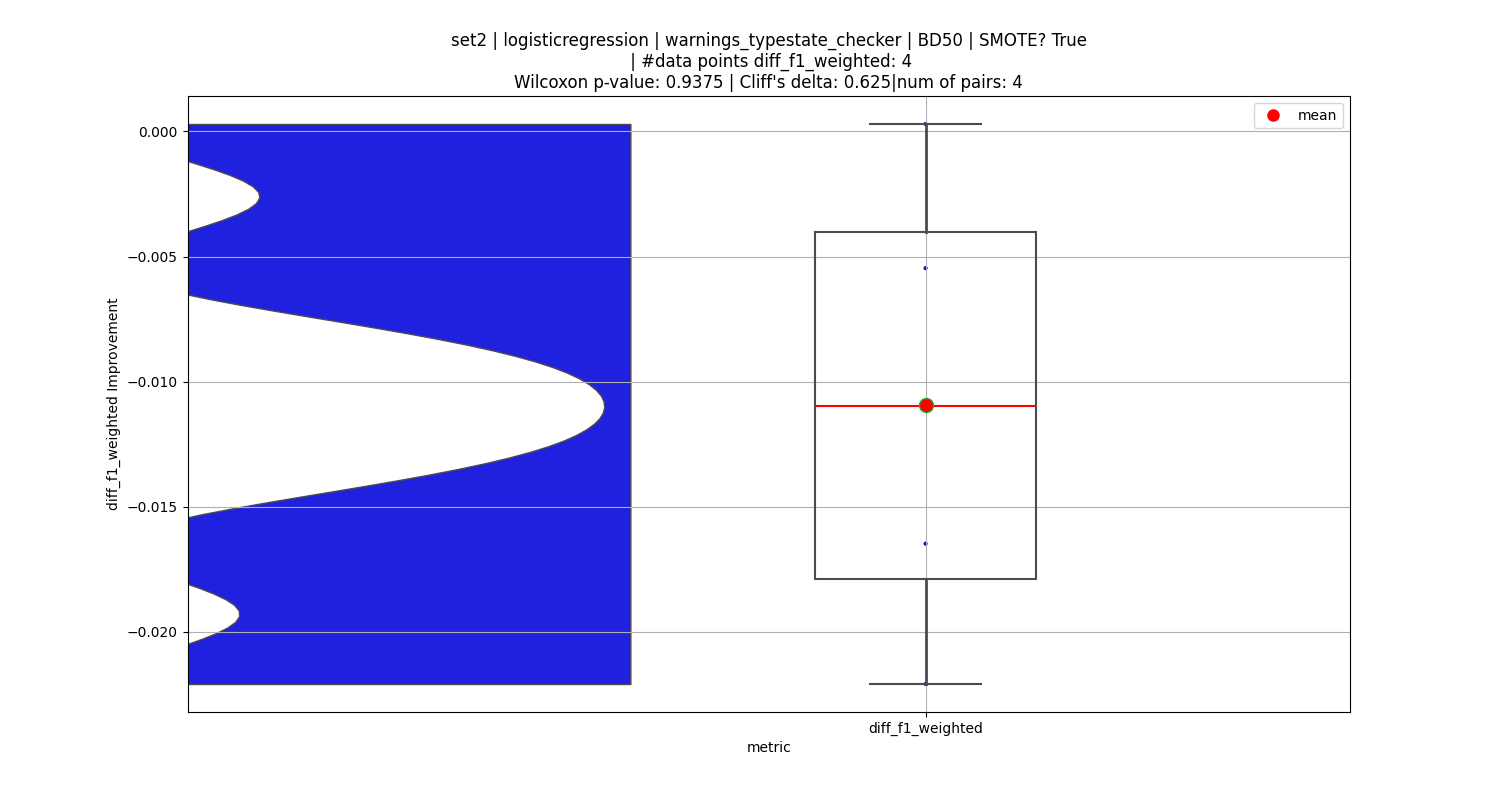 set2 | logisticregression | warnings_typestate_checker | BD50 | SMOTE? True
| #data points diff_f1_weighted: 4
Wilcoxon p-value: 0.9375 | Cliff's delta: 0.625|num of pairs: 4
mean
0.000
−0.005
−0.010
−0.015
−0.020
diff_f1_weighted Improvement
diff_f1_weighted
metric